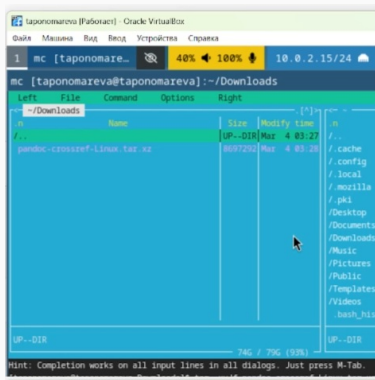 taponomareva [Работает] - Oracle VirtualBox
Файл Машина Вид Ввод Устройства Справка
1 mc [taponomare… 40% 100% 10.0.2.15/24
mc [taponomareva@taponomareva]:~/Downloads
Left File Command Options Right
~/Downloads .[^]>
.n Name Size Modify time .n
/.. UP--DIR Mar 4 03:27 /..
pandoc-crossref-Linux.tar.xz 8697292 Mar 4 03:28 /.cache
/.config
/.local
/.mozilla
/.pki
/Desktop
/Documents
/Downloads
/Music
/Pictures
/Public
/Templates
/Videos
.bash_his
UP--DIR UP--DIR
74G / 79G (93%)
Hint: Completion works on all input lines in all dialogs. Just press M-Tab.